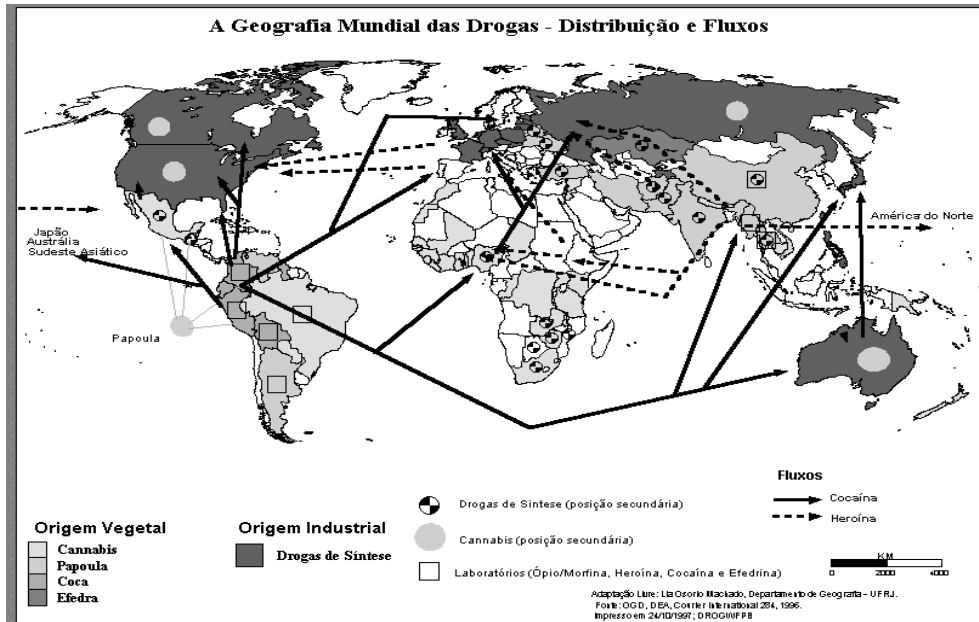 A Geografia Mundial das Drogas - Distribuição e Fluxos
Japão
Austrália
Sudeste Asiático
América do Norte
Papoula
Fluxos
Cocaína
Heroína
Drogas de Síntese (posição secundária)
Cannabis (posição secundária)
Laboratórios (Ópio/Morfina, Heroína, Cocaína e Efedrina)
Origem Vegetal
Cannabis
Papoula
Coca
Efedra
Origem Industrial
Drogas de Síntese
KM
0 2000 4000
Adaptação Livre: Lia Osorio Machado, Departamento de Geografia - UFRJ.
Fonte: OGD, DEA, Courrier International 284, 1996.
Impresso em 24/10/1997; DROGWFPB